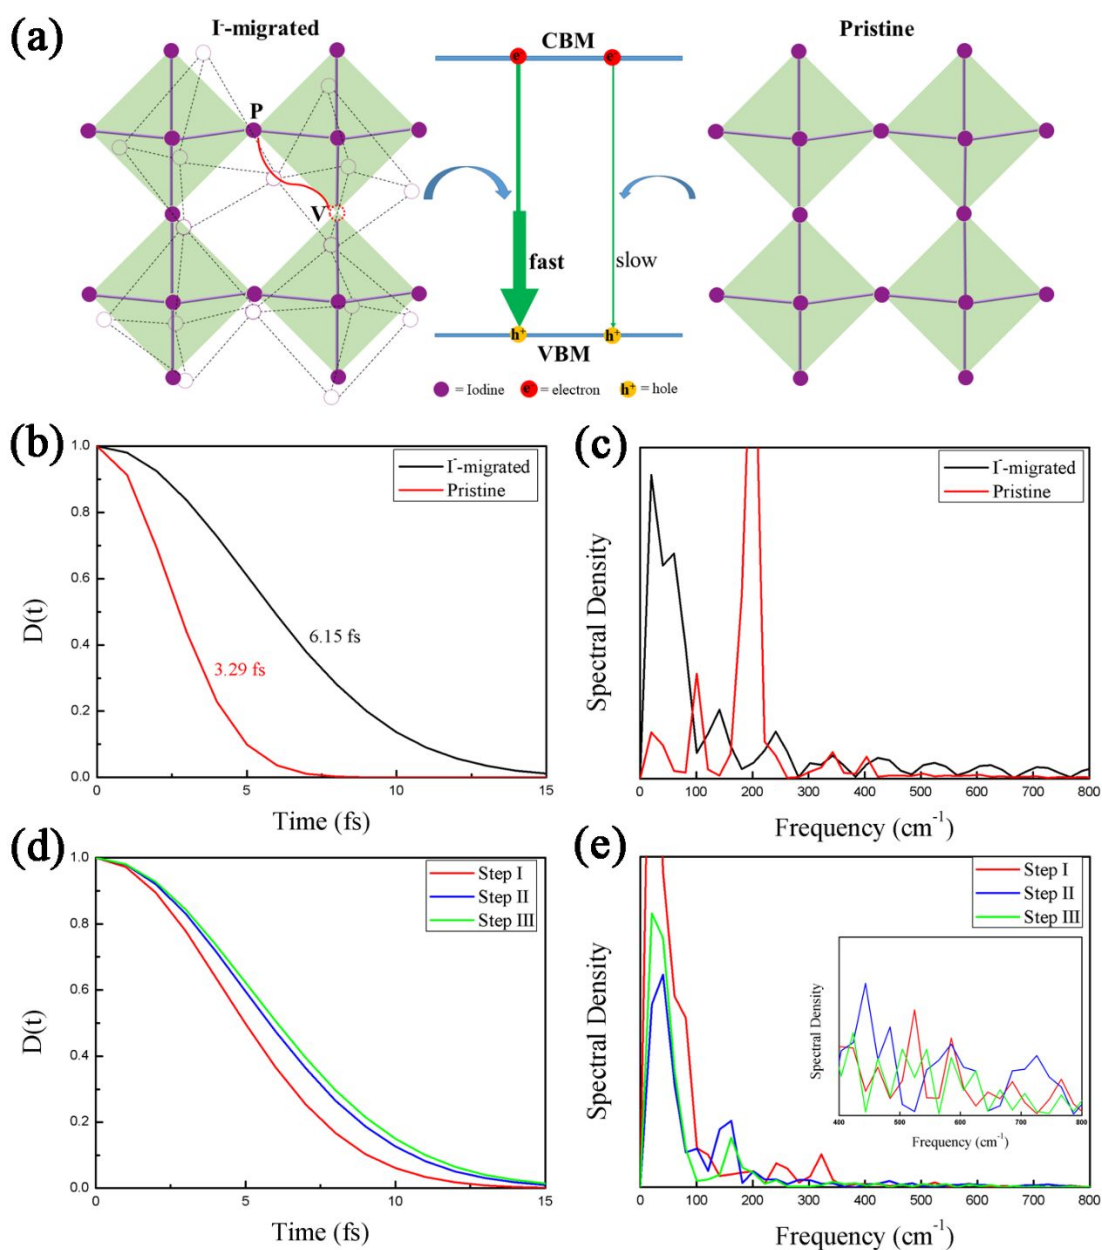 (a)
I⁻-migrated
CBM
Pristine
e⁻
e⁻
P
V
fast
slow
h⁺
h⁺
VBM
= Iodine
e⁻ = electron
h⁺ = hole
(b)
I⁻-migrated
Pristine
1.0
0.8
0.6
0.4
0.2
0.0
D(t)
6.15 fs
3.29 fs
0
5
10
15
Time (fs)
(c)
I⁻-migrated
Pristine
Spectral Density
0
100
200
300
400
500
600
700
800
Frequency (cm⁻¹)
(d)
Step I
Step II
Step III
1.0
0.8
0.6
0.4
0.2
0.0
D(t)
0
5
10
15
Time (fs)
(e)
Step I
Step II
Step III
Spectral Density
Spectral Density
400
500
600
700
800
Frequency (cm⁻¹)
0
100
200
300
400
500
600
700
800
Frequency (cm⁻¹)